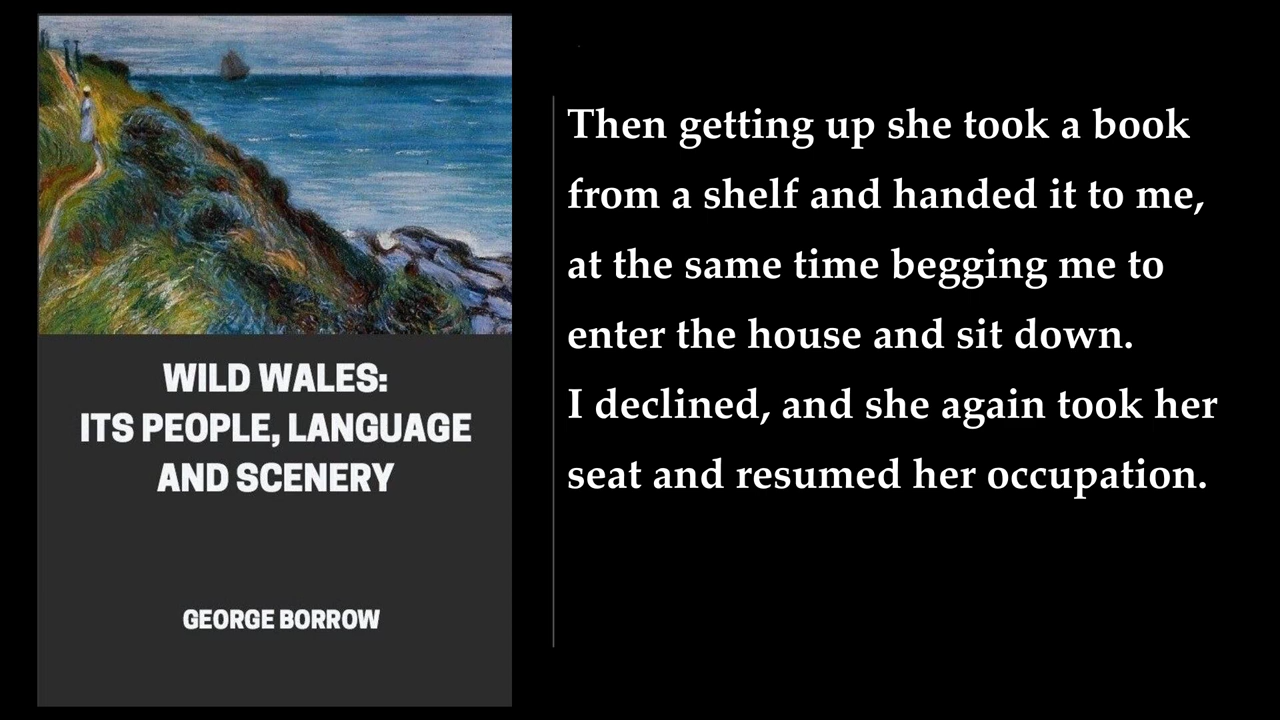 WILD WALES:
ITS PEOPLE, LANGUAGE
AND SCENERY
GEORGE BORROW
Then getting up she took a book
from a shelf and handed it to me,
at the same time begging me to
enter the house and sit down.
I declined, and she again took her
seat and resumed her occupation.